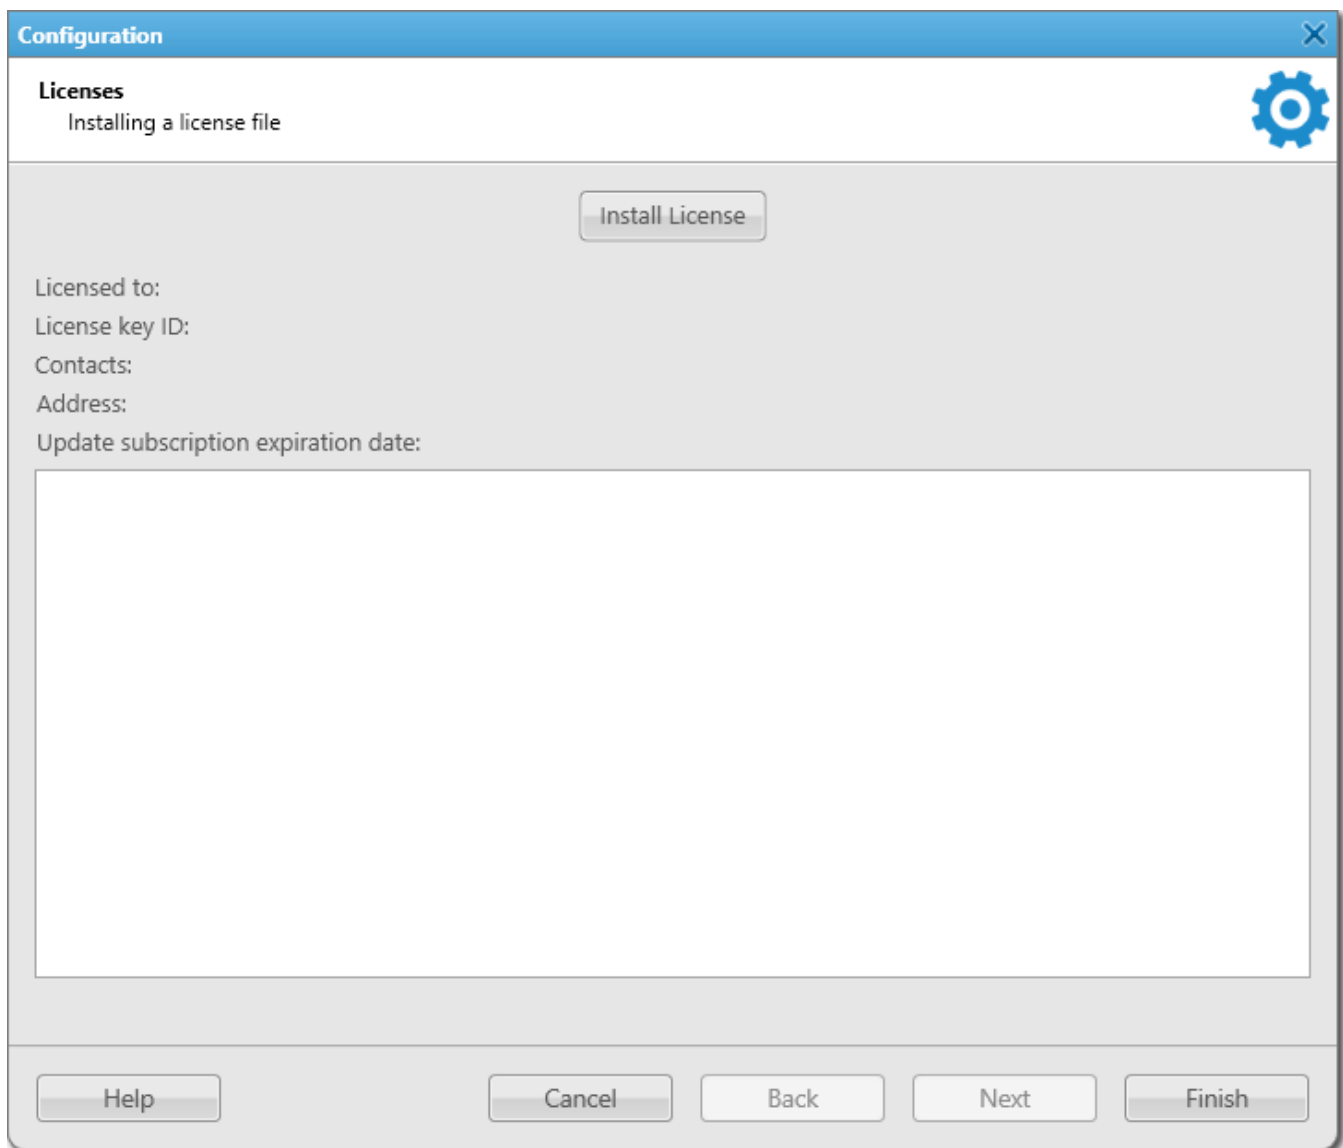 Configuration
Licenses
Installing a license file
Install License
Licensed to:
License key ID:
Contacts:
Address:
Update subscription expiration date:
Help Cancel Back Next Finish